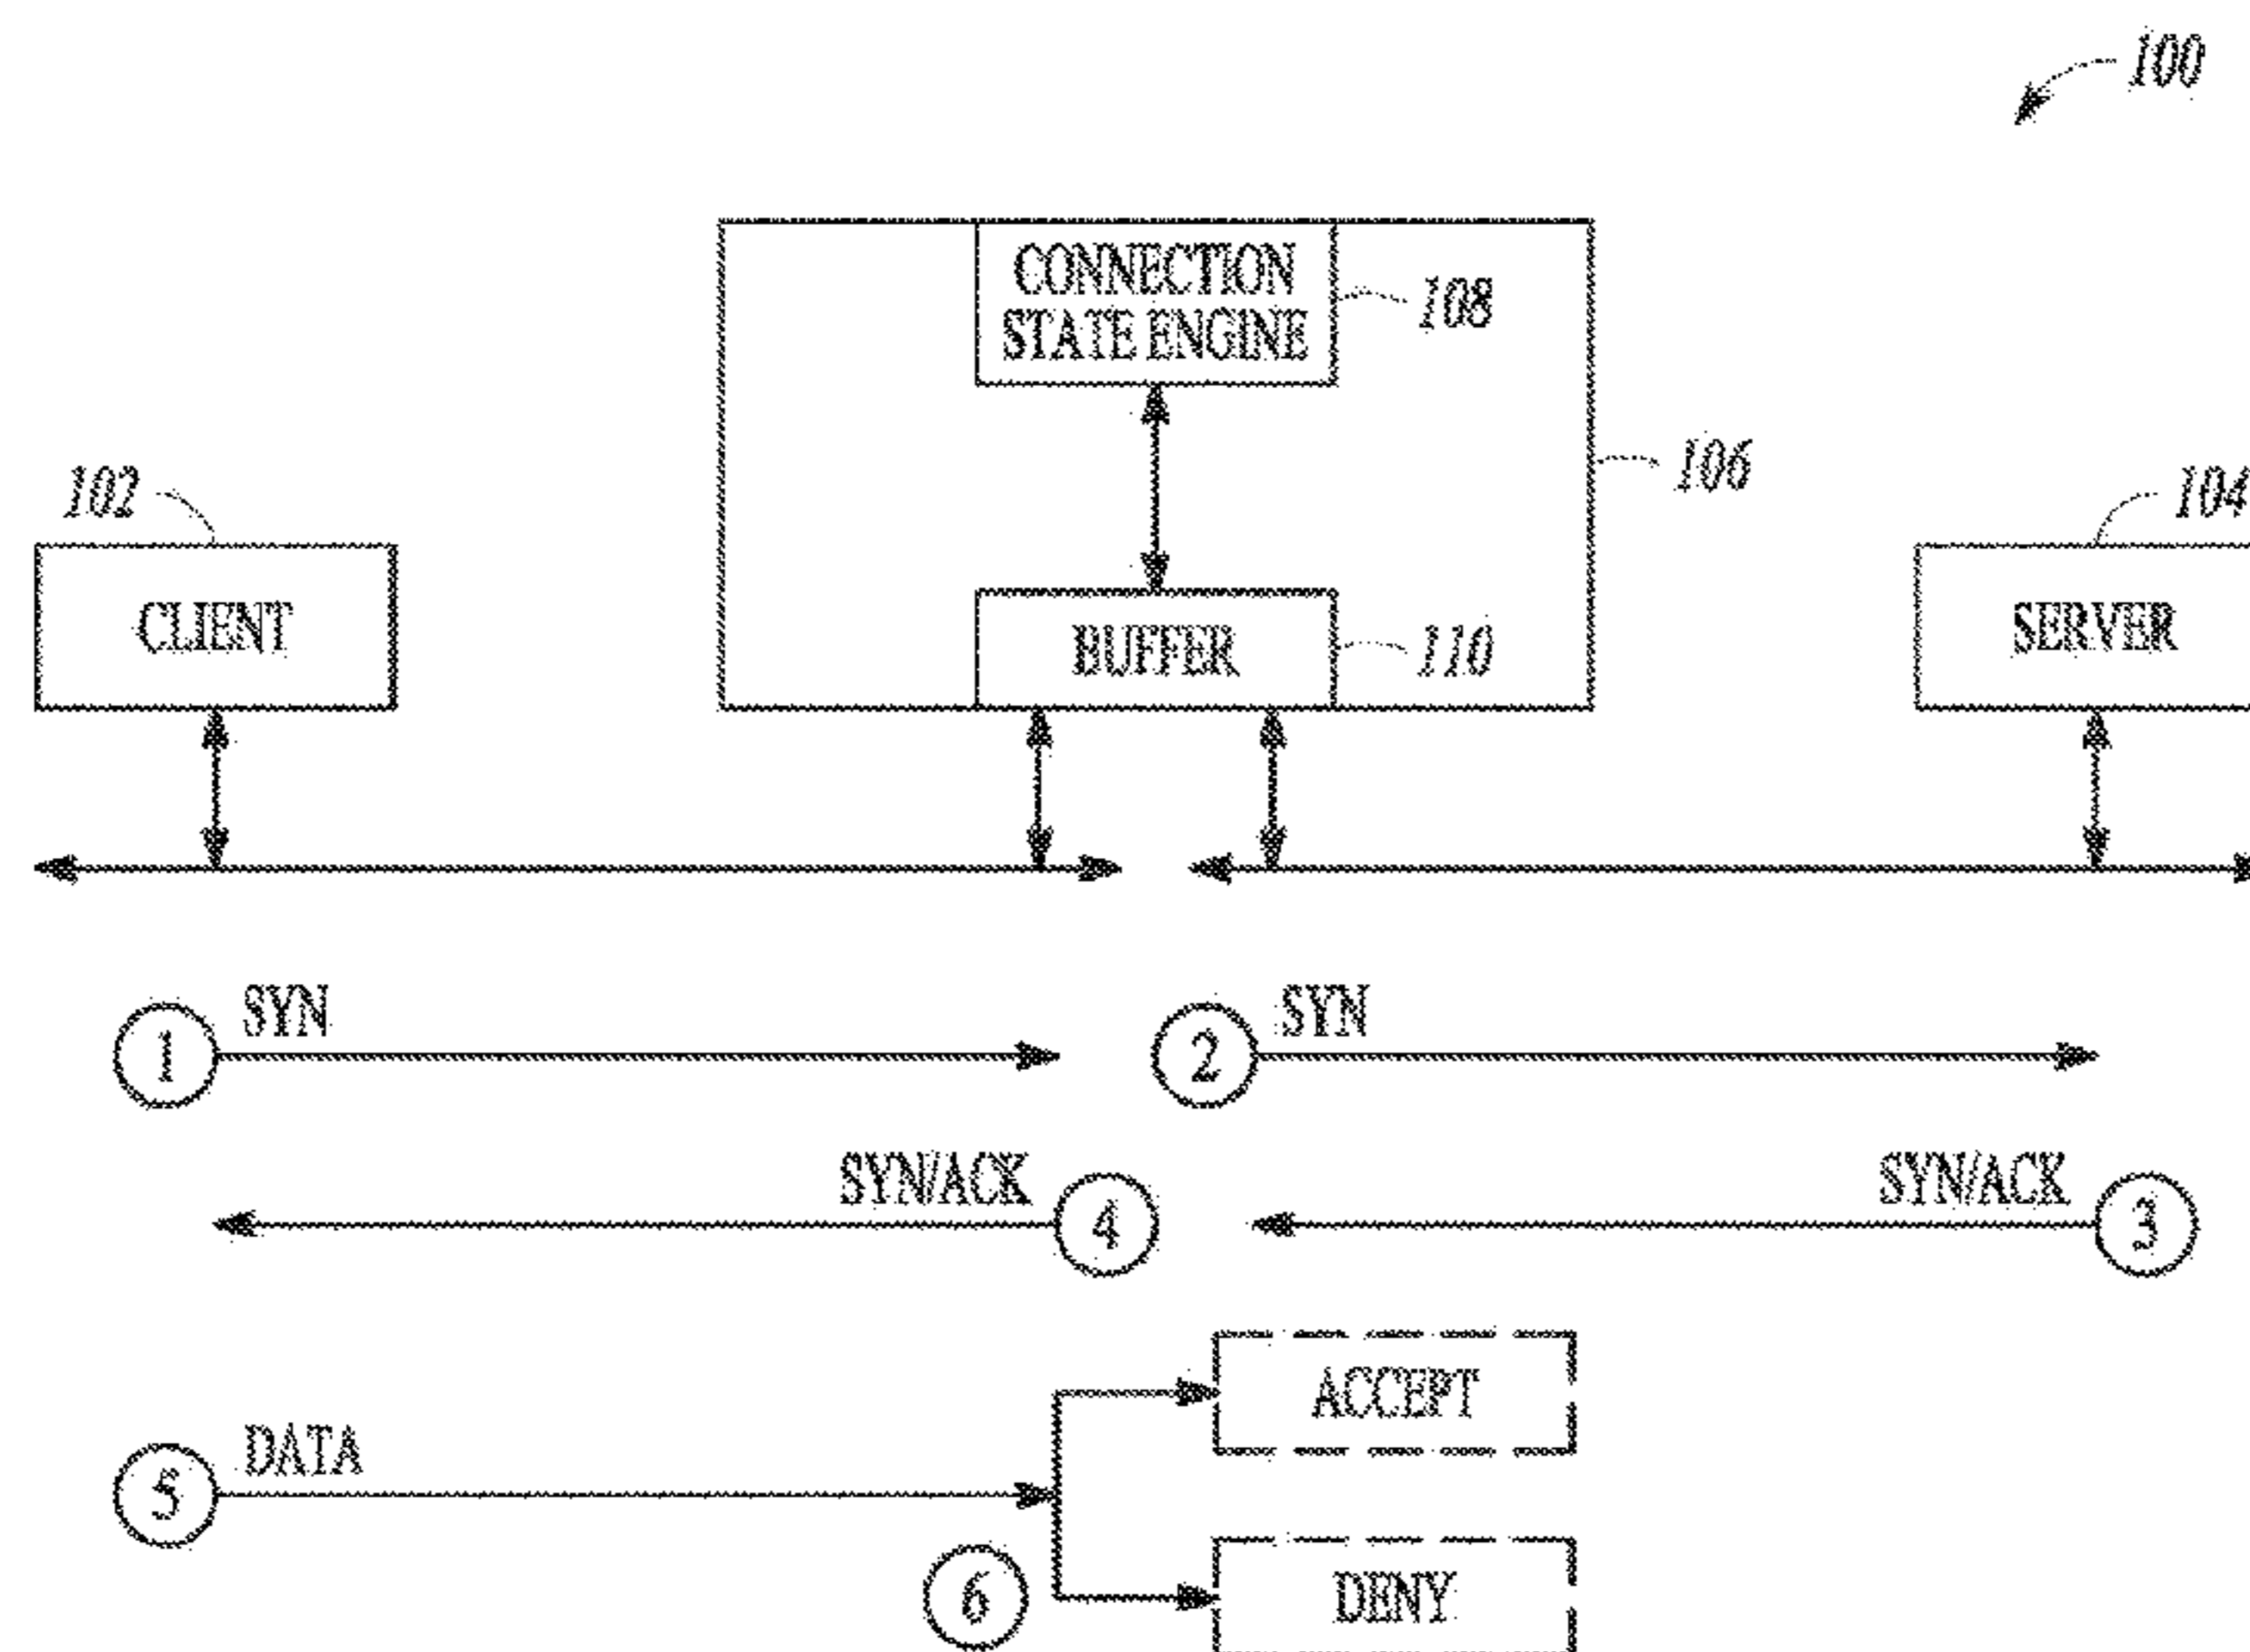 100
CONNECTION
STATE ENGINE
108
106
102
104
CLIENT
BUFFER
110
SERVER
1 SYN
2 SYN
SYN/ACK 4
SYN/ACK 3
ACCEPT
5 DATA
6
DENY